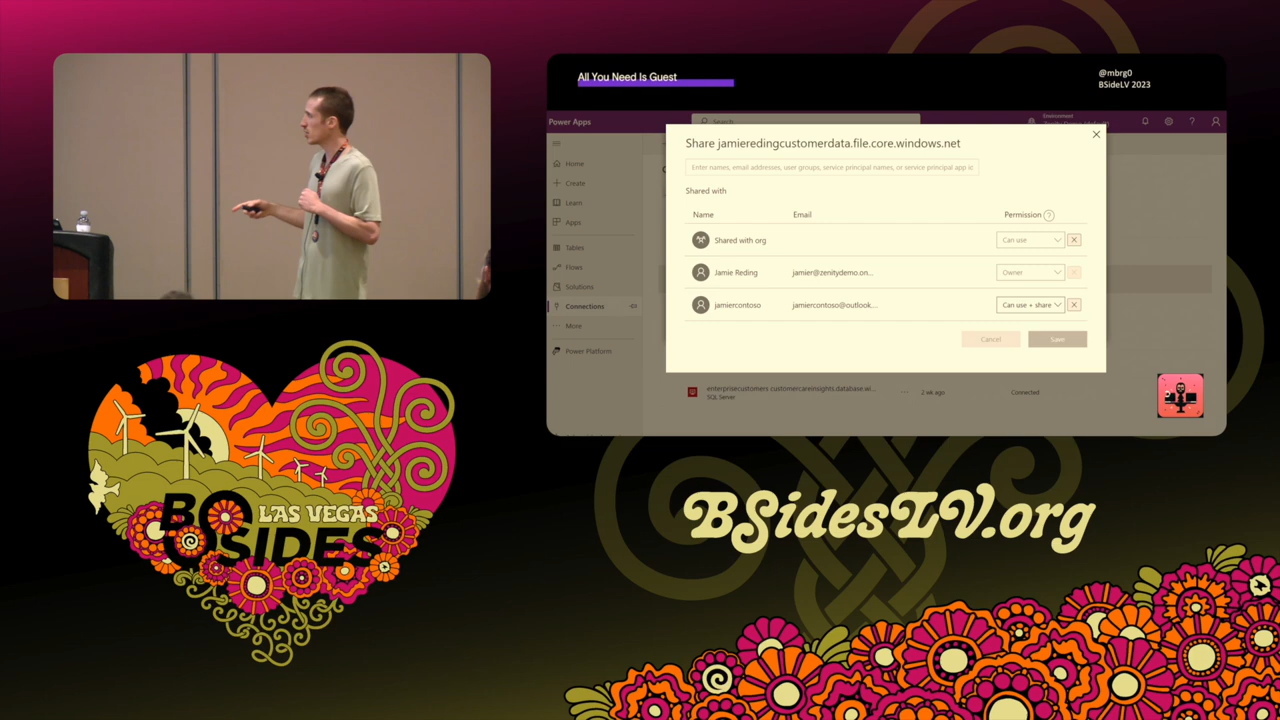 All You Need Is Guest
@mbrg0
BSideLV 2023
Power Apps
Search
Environment
Home
Create
Learn
Apps
Tables
Flows
Solutions
Connections
More
Power Platform
Share jamieredingcustomerdata.file.core.windows.net
Enter names, email addresses, user groups, service principal names, or service principal app ic
Shared with
Name Email Permission ?
Shared with org Can use
Jamie Reding jamier@zenitydemo.on... Owner
jamiercontoso jamiercontoso@outlook... Can use + share
Cancel Save
enterprisecustomers customercareinsights.database.wi... ... 2 wk ago Connected
SQL Server
BSIDES
LAS VEGAS
23
BSidesLV.org